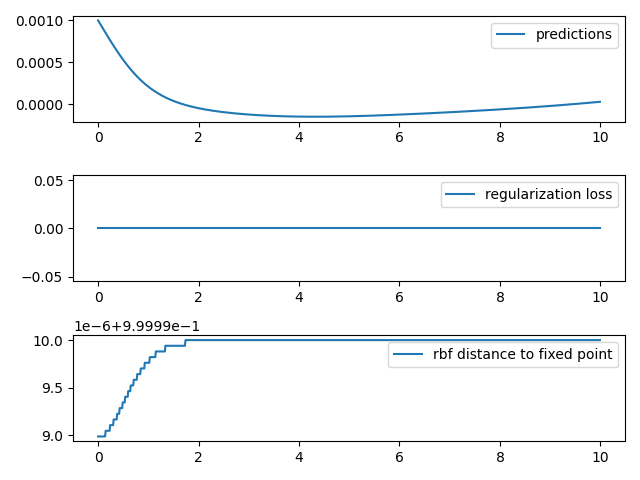 0.0010
predictions
0.0005
0.0000
0 2 4 6 8 10
0.05
regularization loss
0.00
−0.05
0 2 4 6 8 10
1e−6+9.9999e−1
10.0
rbf distance to fixed point
9.5
9.0
0 2 4 6 8 10